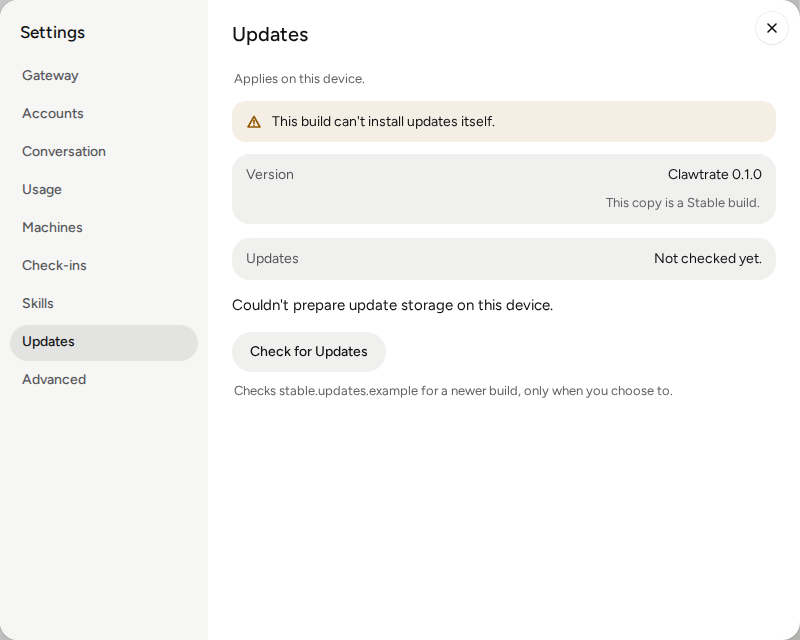 Settings
Gateway
Accounts
Conversation
Usage
Machines
Check-ins
Skills
Updates
Advanced
Updates
Applies on this device.
This build can't install updates itself.
Version
Clawtrate 0.1.0
This copy is a Stable build.
Updates
Not checked yet.
Couldn't prepare update storage on this device.
Check for Updates
Checks stable.updates.example for a newer build, only when you choose to.